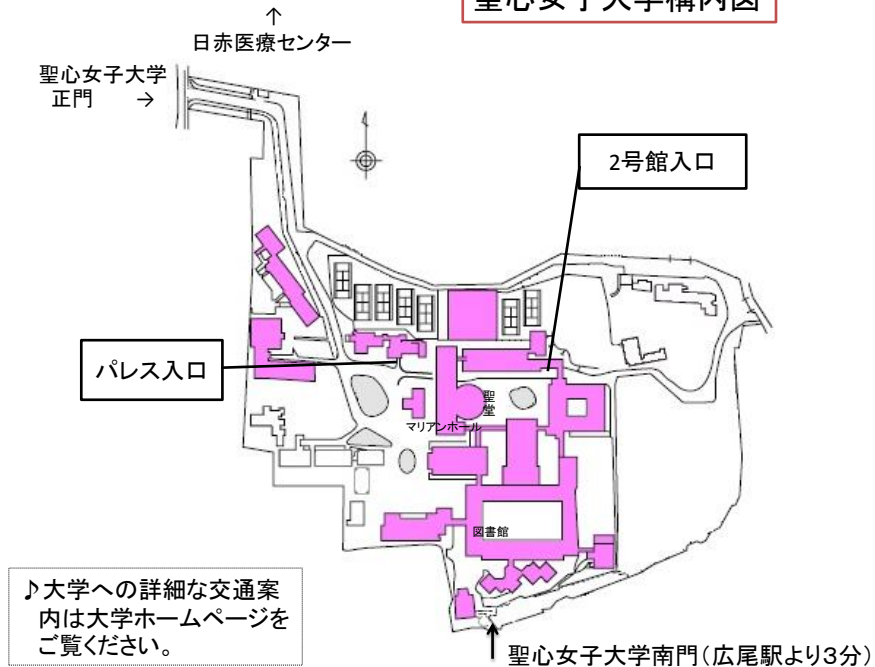 聖心女子大学構内図
↑
日赤医療センター
聖心女子大学
正門 →
2号館入口
パレス入口
聖堂
マリアンホール
図書館
♪大学への詳細な交通案
内は大学ホームページを
ご覧ください。
聖心女子大学南門(広尾駅より3分)